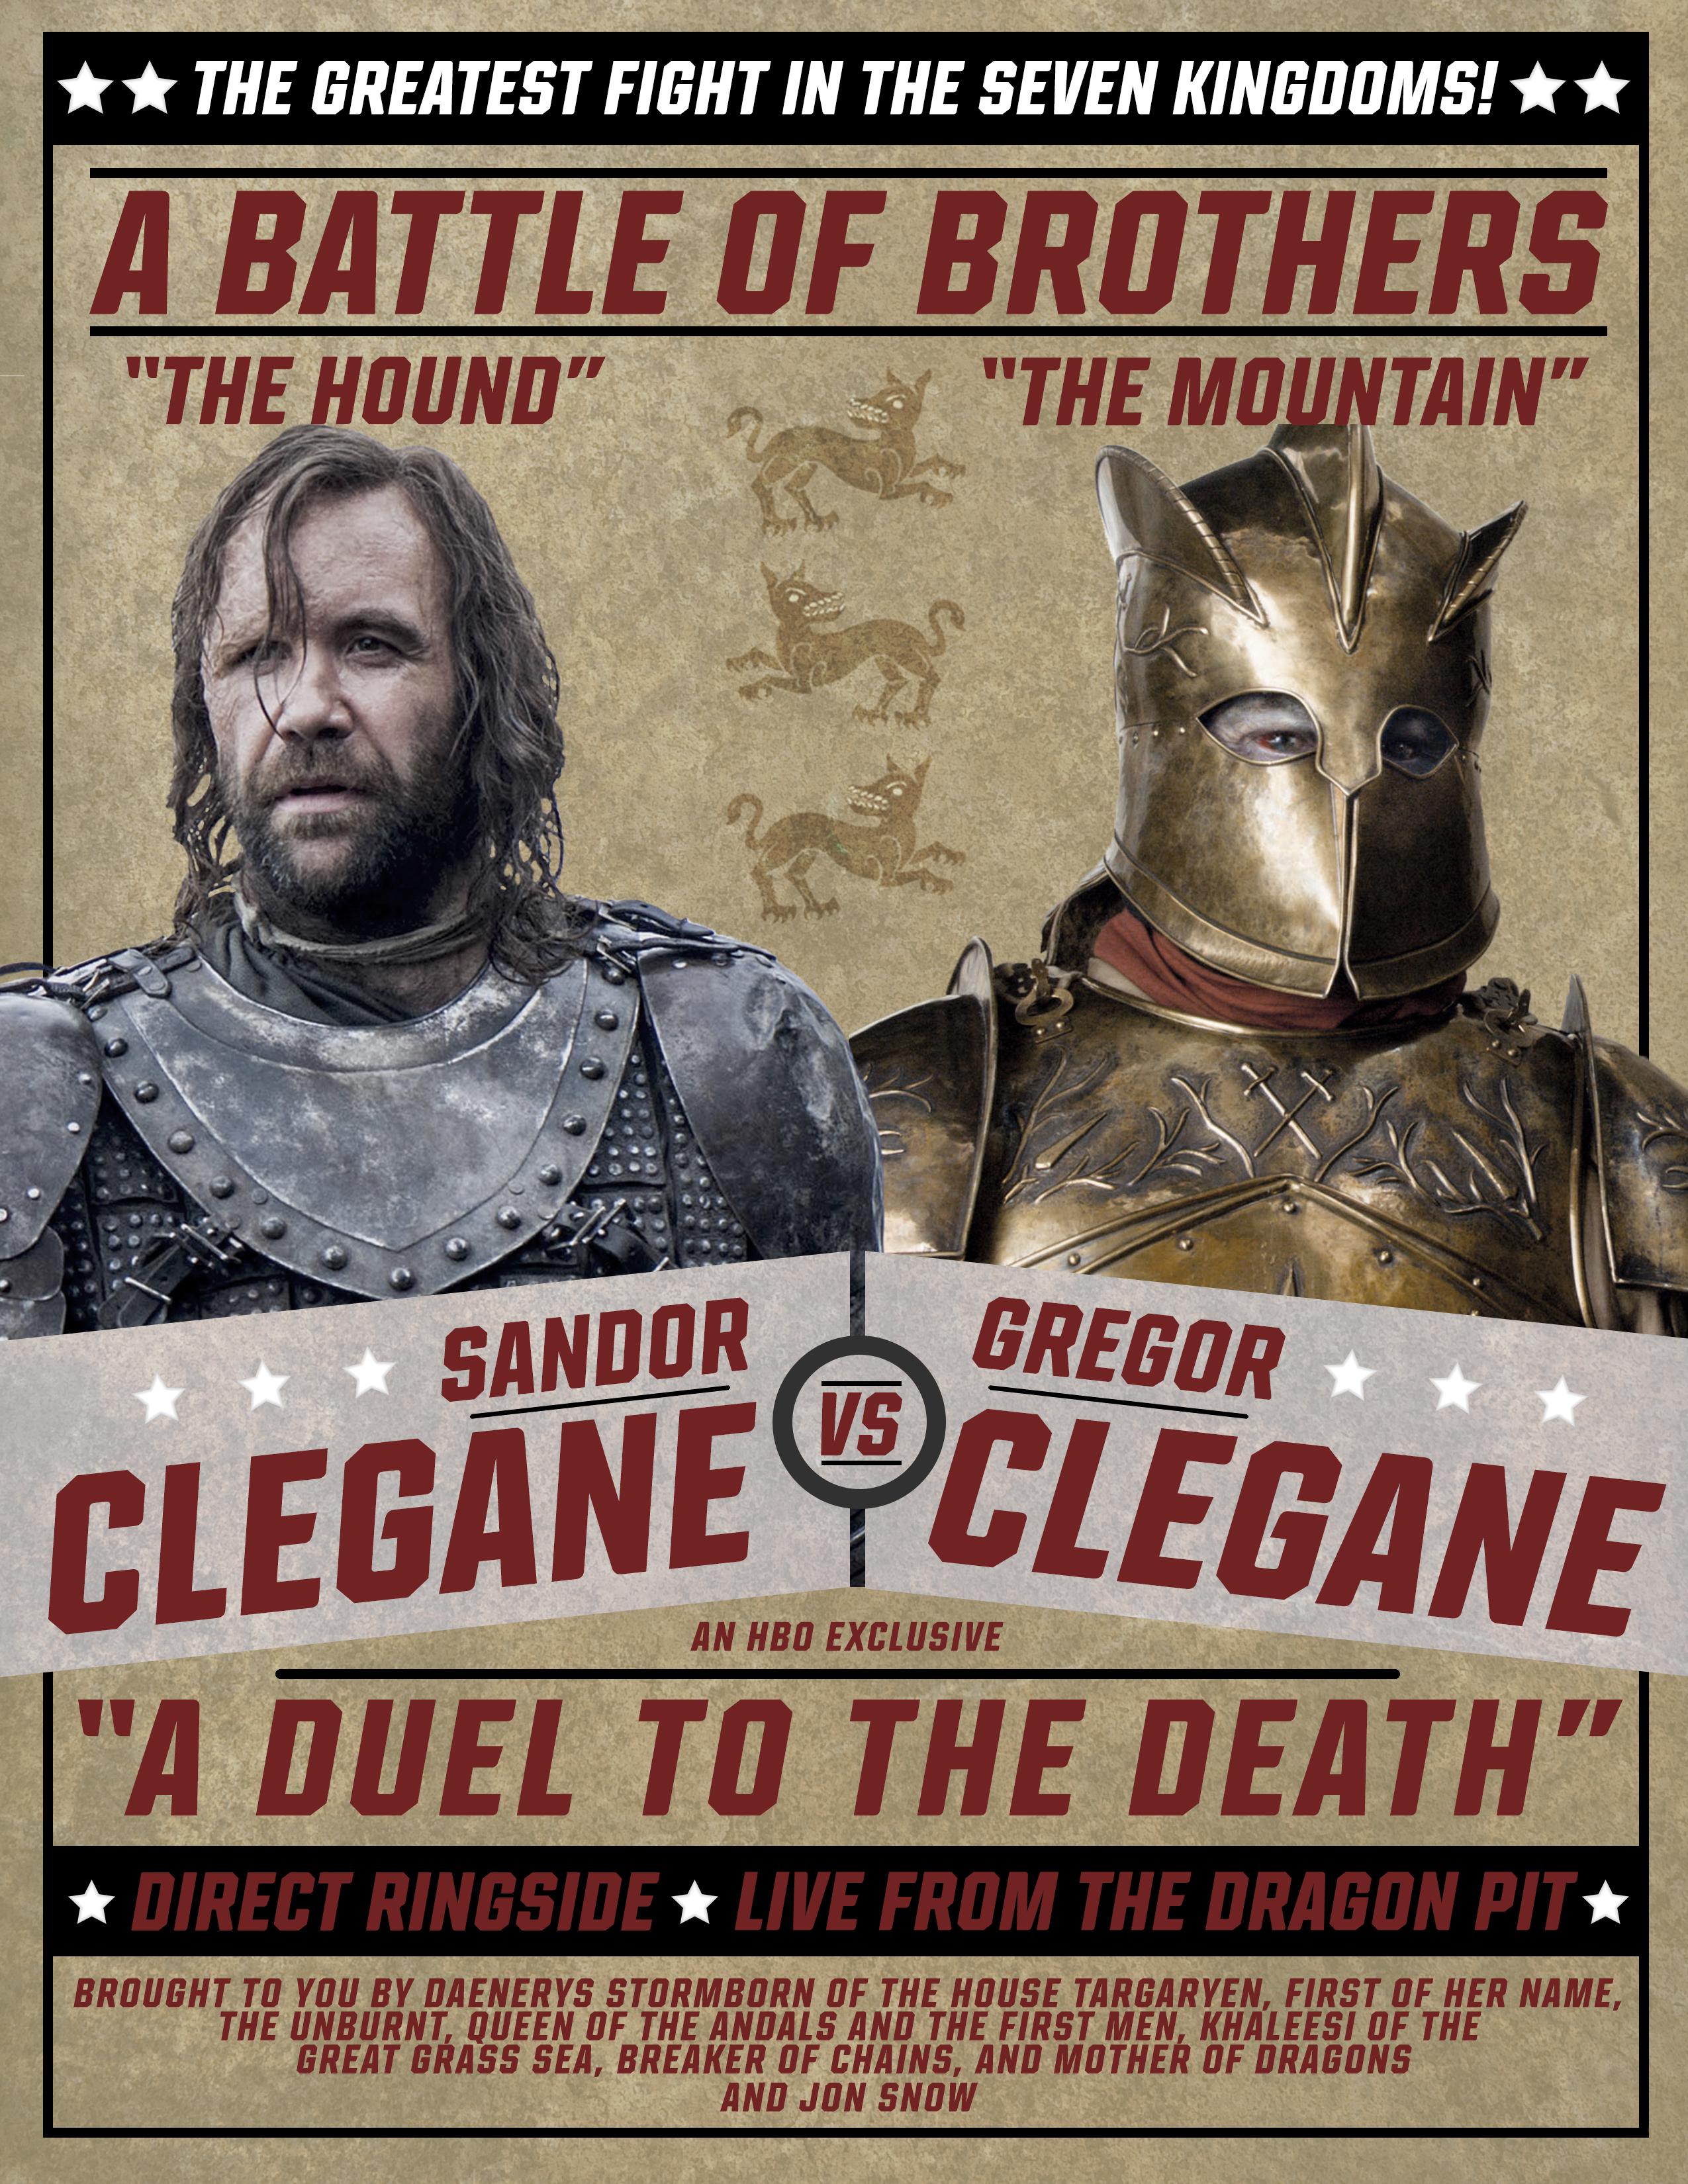 THE GREATEST FIGHT IN THE SEVEN KINGDOMS!
A BATTLE OF BROTHERS
“THE HOUND”
“THE MOUNTAIN”
SANDOR
CLEGANE
VS
GREGOR
CLEGANE
AN HBO EXCLUSIVE
“A DUEL TO THE DEATH”
DIRECT RINGSIDE ★ LIVE FROM THE DRAGON PIT
BROUGHT TO YOU BY DAENERYS STORMBORN OF THE HOUSE TARGARYEN, FIRST OF HER NAME,
THE UNBURNT, QUEEN OF THE ANDALS AND THE FIRST MEN, KHALEESI OF THE
GREAT GRASS SEA, BREAKER OF CHAINS, AND MOTHER OF DRAGONS
AND JON SNOW